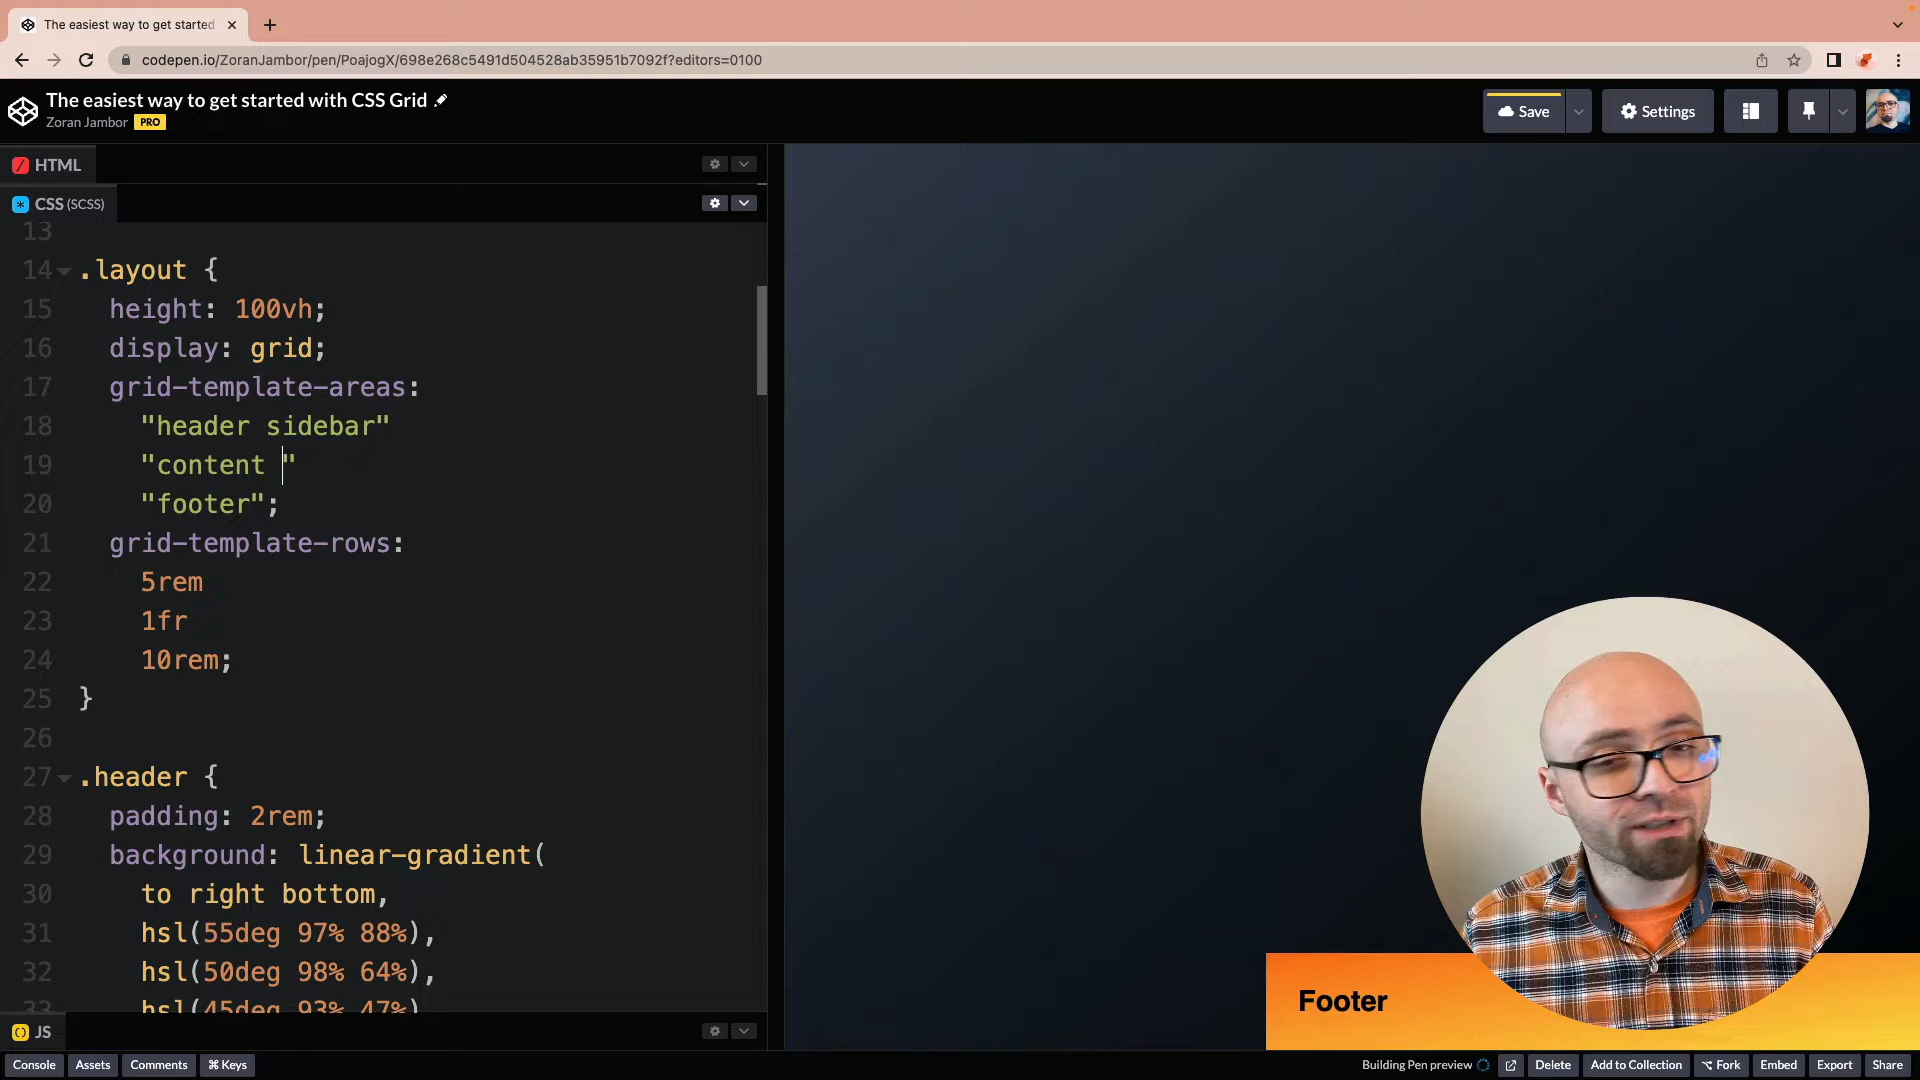 The easiest way to get started
codepen.io/ZoranJambor/pen/PoajogX/698e268c5491d504528ab35951b7092f?editors=0100
The easiest way to get started with CSS Grid
Zoran Jambor PRO
Save
Settings
HTML
CSS (SCSS)
13
14 .layout {
15 height: 100vh;
16 display: grid;
17 grid-template-areas:
18 "header sidebar"
19 "content "
20 "footer";
21 grid-template-rows:
22 5rem
23 1fr
24 10rem;
25 }
26
27 .header {
28 padding: 2rem;
29 background: linear-gradient(
30 to right bottom,
31 hsl(55deg 97% 88%),
32 hsl(50deg 98% 64%),
33 hsl(45deg 93% 47%)
Footer
JS
Console Assets Comments ⌘ Keys Building Pen preview Delete Add to Collection ⌥ Fork Embed Export Share